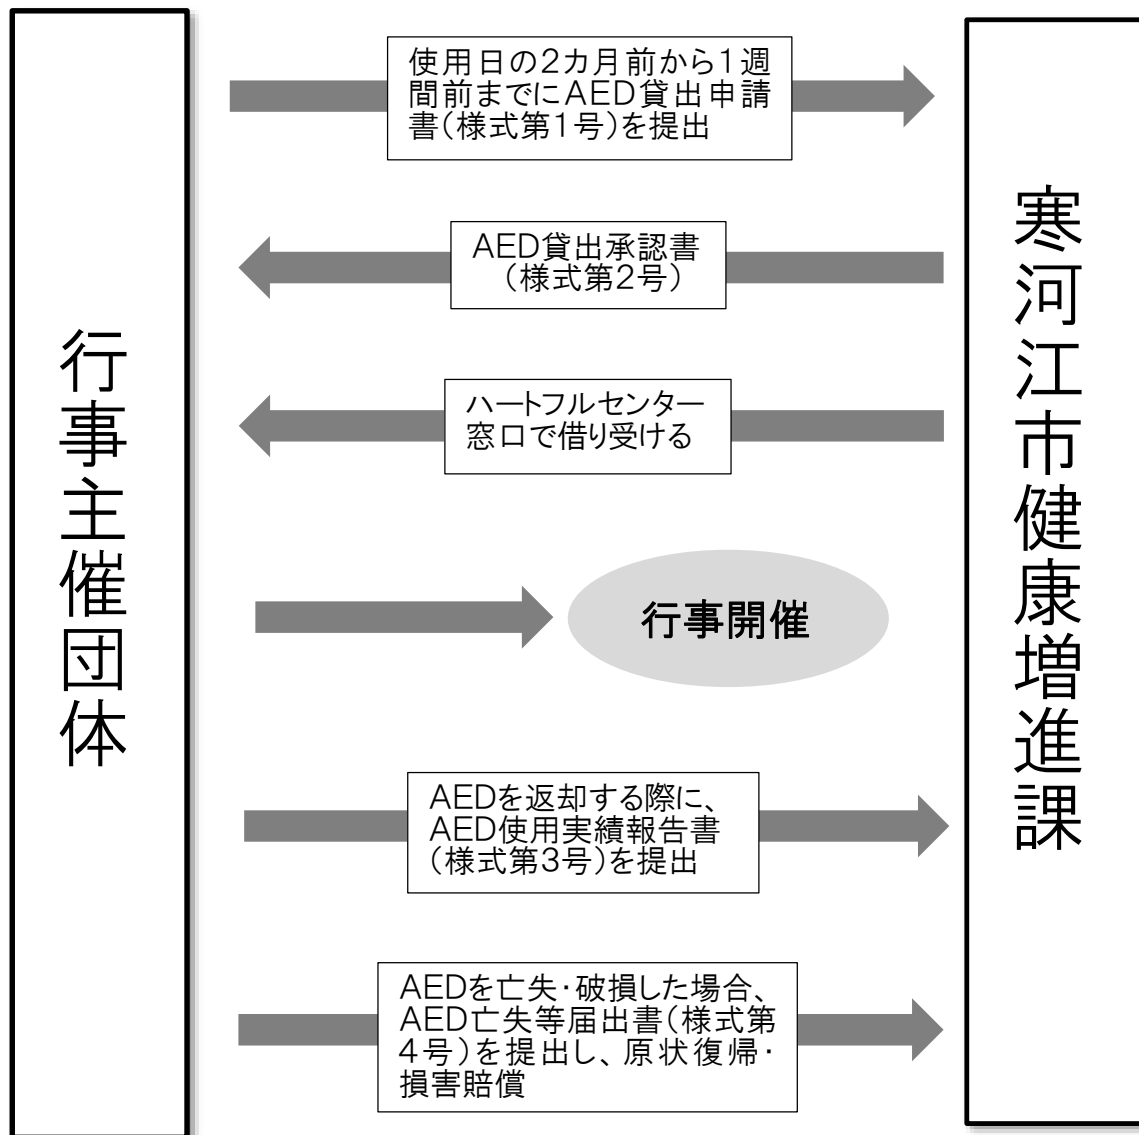 行事主催団体
使用日の2カ月前から1週
間前までにAED貸出申請
書(様式第1号)を提出
AED貸出承認書
(様式第2号)
ハートフルセンター
窓口で借り受ける
行事開催
AEDを返却する際に、
AED使用実績報告書
(様式第3号)を提出
AEDを亡失・破損した場合、
AED亡失等届出書(様式第
4号)を提出し、原状復帰・
損害賠償
寒河江市健康増進課